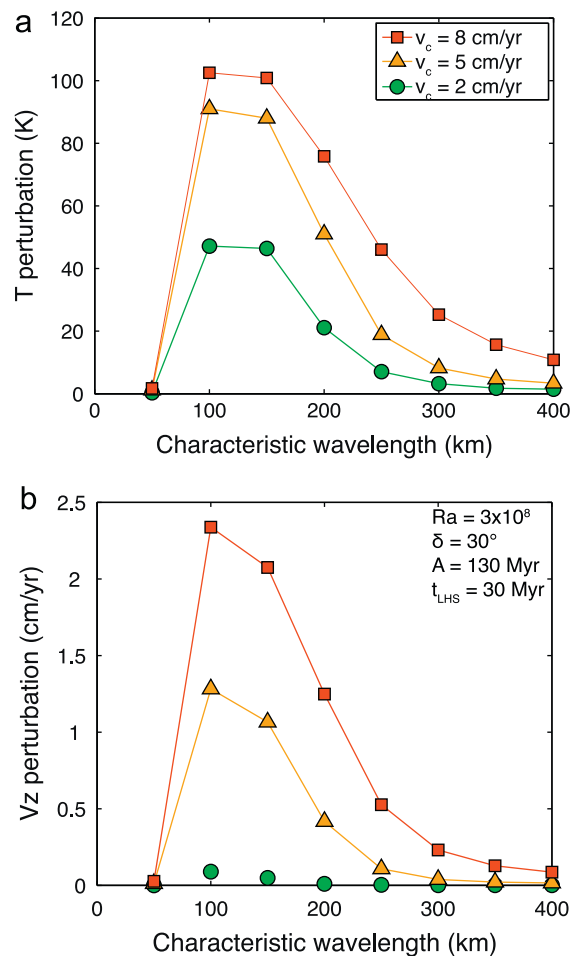 a
120
100
80
60
40
20
0
T perturbation (K)
v_c = 8 cm/yr
v_c = 5 cm/yr
v_c = 2 cm/yr
0 100 200 300 400
Characteristic wavelength (km)
b
2.5
2
1.5
1
0.5
0
Vz perturbation (cm/yr)
Ra = 3x10⁸
δ = 30°
A = 130 Myr
t_LHS = 30 Myr
0 100 200 300 400
Characteristic wavelength (km)